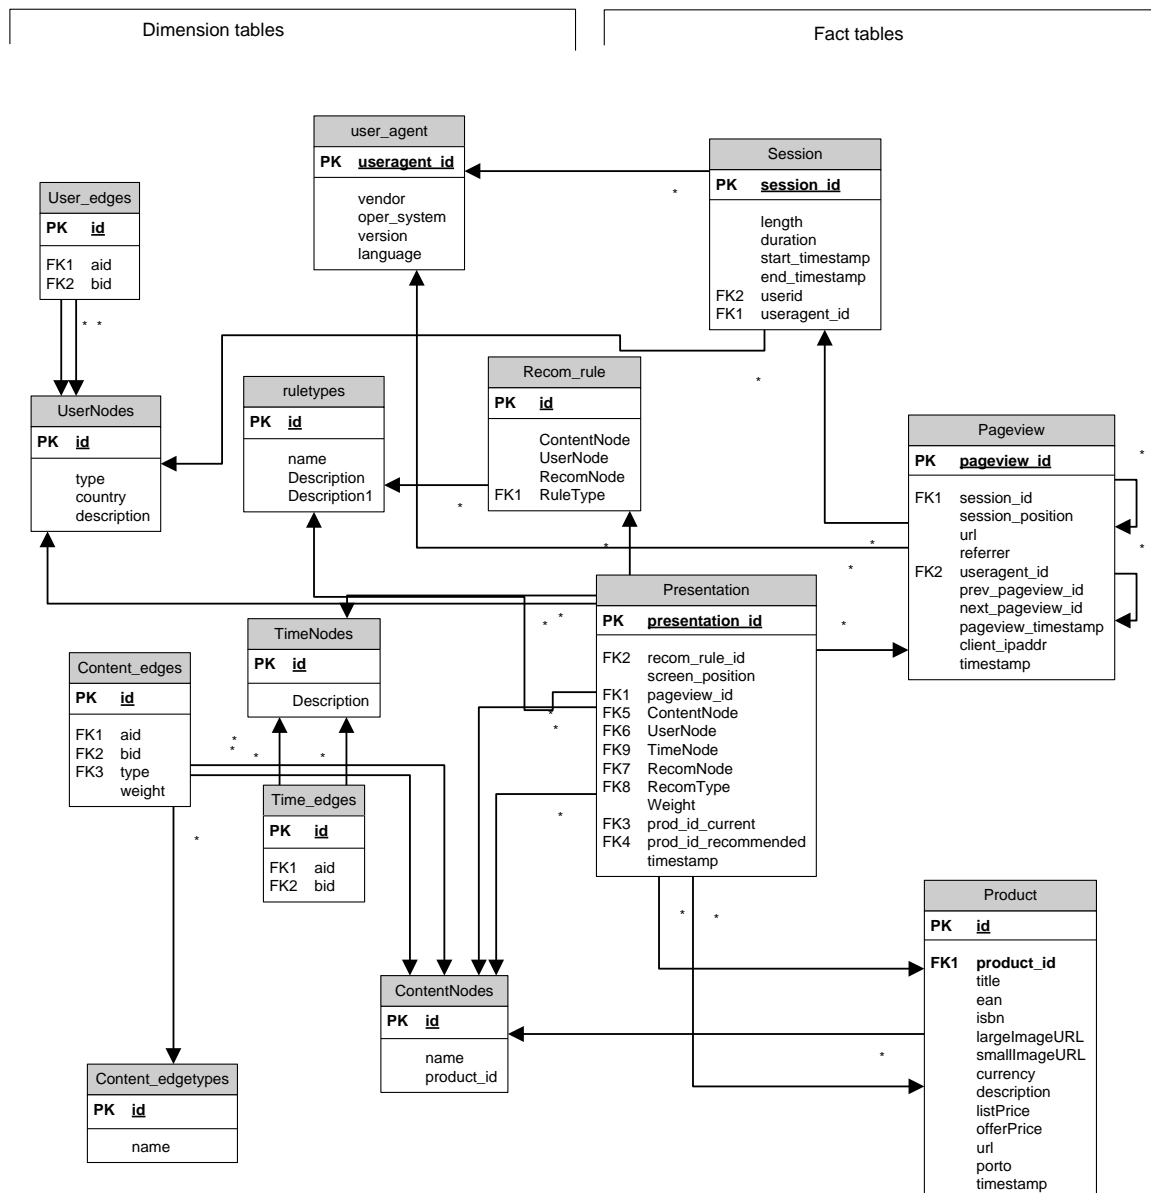 Dimension tables
Fact tables
user_agent
PK useragent_id
vendor
oper_system
version
language
Session
PK session_id
length
duration
start_timestamp
end_timestamp
FK2 userid
FK1 useragent_id
*
User_edges
PK id
FK1 aid
FK2 bid
* *
*
UserNodes
PK id
type
country
description
ruletypes
PK id
name
Description
Description1
Recom_rule
PK id
ContentNode
UserNode
RecomNode
FK1 RuleType
*
Pageview
PK pageview_id
FK1 session_id
session_position
url
referrer
FK2 useragent_id
prev_pageview_id
next_pageview_id
pageview_timestamp
client_ipaddr
timestamp
*
*
*
*
*
Presentation
PK presentation_id
FK2 recom_rule_id
screen_position
FK1 pageview_id
FK5 ContentNode
FK6 UserNode
FK9 TimeNode
FK7 RecomNode
FK8 RecomType
Weight
FK3 prod_id_current
FK4 prod_id_recommended
timestamp
* *
*
*
*
*
*
TimeNodes
PK id
Description
Content_edges
PK id
FK1 aid
FK2 bid
FK3 type
weight
*
*
* *
*
Time_edges
PK id
FK1 aid
FK2 bid
* *
Product
PK id
FK1 product_id
title
ean
isbn
largeImageURL
smallImageURL
currency
description
listPrice
offerPrice
url
porto
timestamp
*
ContentNodes
PK id
name
product_id
Content_edgetypes
PK id
name